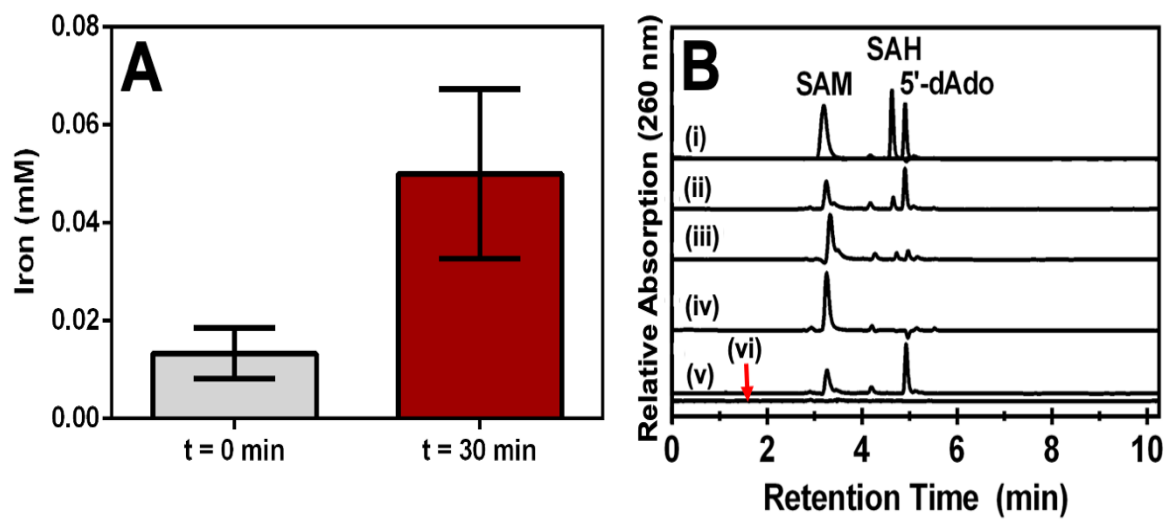 A
Iron (mM)
0.08
0.06
0.04
0.02
0.00
t = 0 min
t = 30 min
B
Relative Absorption (260 nm)
SAH
SAM 5'-dAdo
(i)
(ii)
(iii)
(iv)
(vi)
(v)
0 2 4 6 8 10
Retention Time (min)